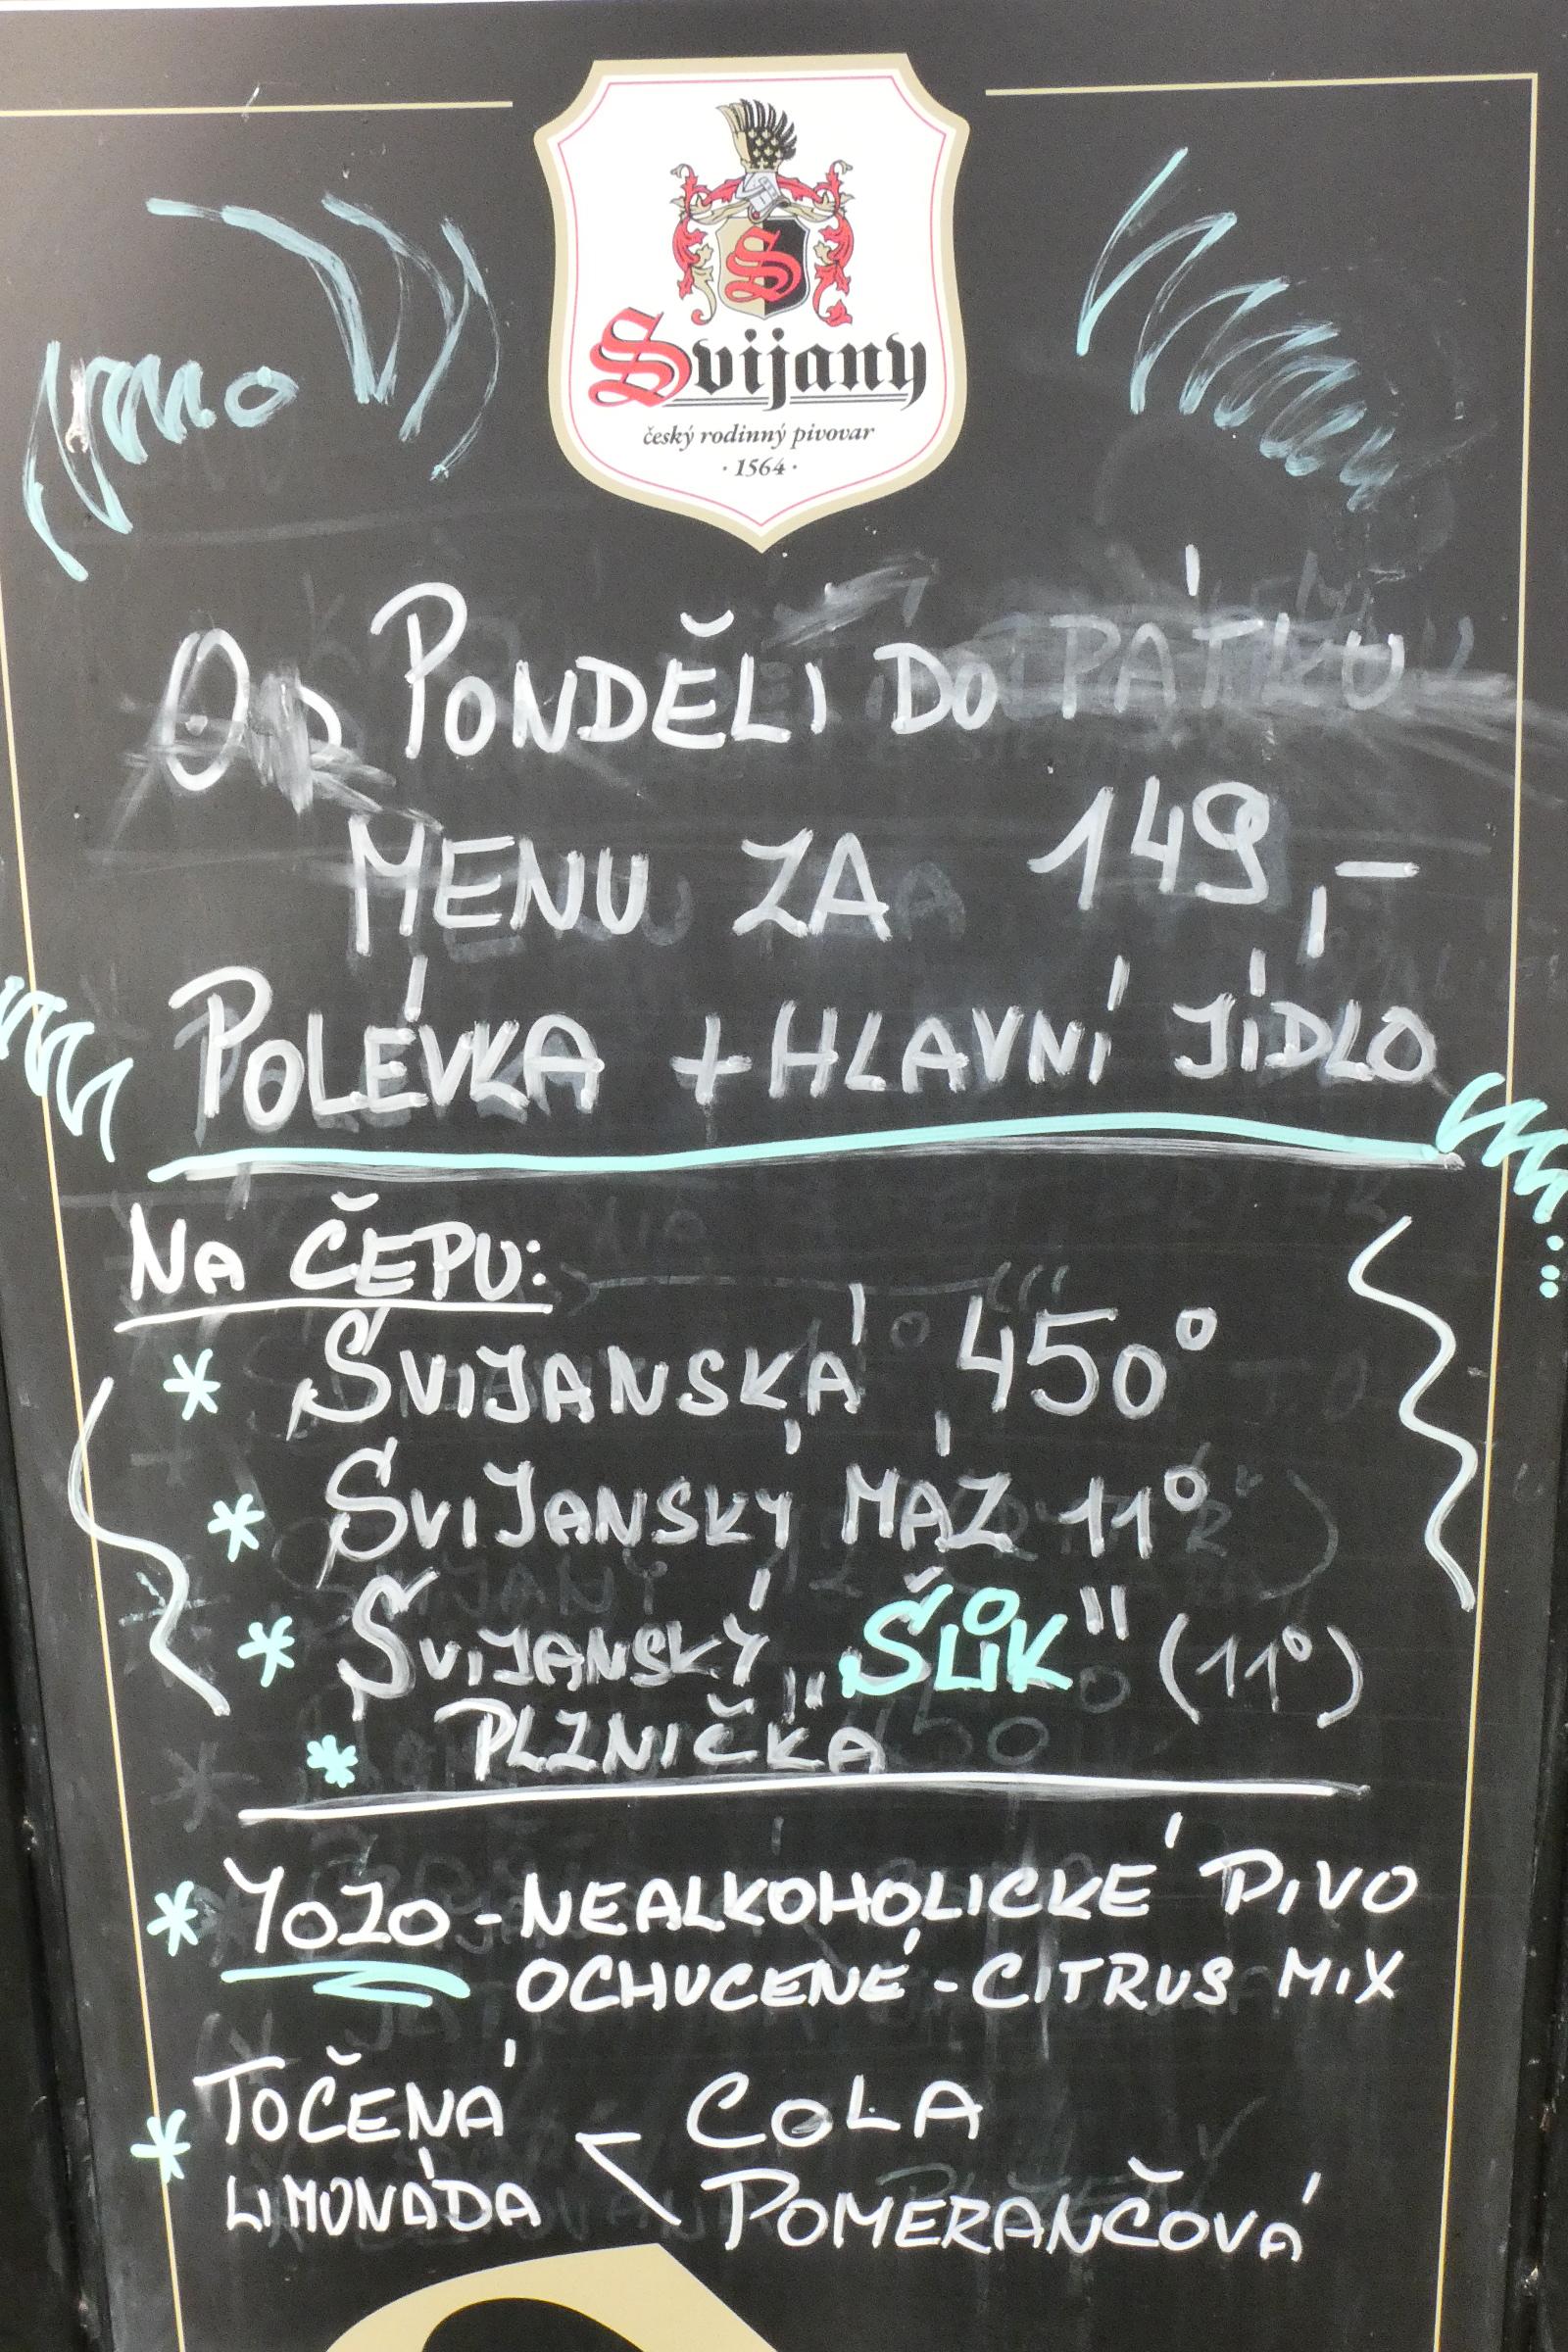 Svijany
český rodinný pivovar
· 1564 ·
OD PONDĚLÍ DO PÁTKU
MENU ZA 149,-
POLÉVKA + HLAVNÍ JÍDLO
NA ČEPU:
* SVIJANSKÁ 450°
* SVIJANSKÝ MÁZ 11°
* SVIJANSKÝ „ŠLIK" (11°)
* PLZNIČKA
* YOZO - NEALKOHOLICKÉ PIVO
OCHUCENÉ - CITRUS MIX
* TOČENÁ LIMONÁDA
COLA
POMERANČOVÁ